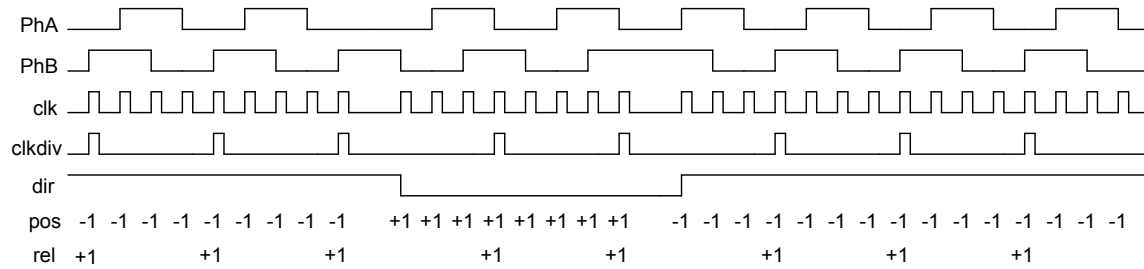 PhA
PhB
clk
clkdiv
dir
pos -1 -1 -1 -1 -1 -1 -1 -1 -1 +1 +1 +1 +1 +1 +1 +1 +1 -1 -1 -1 -1 -1 -1 -1 -1 -1 -1 -1 -1 -1 -1 -1
rel +1 +1 +1 +1 +1 +1 +1 +1